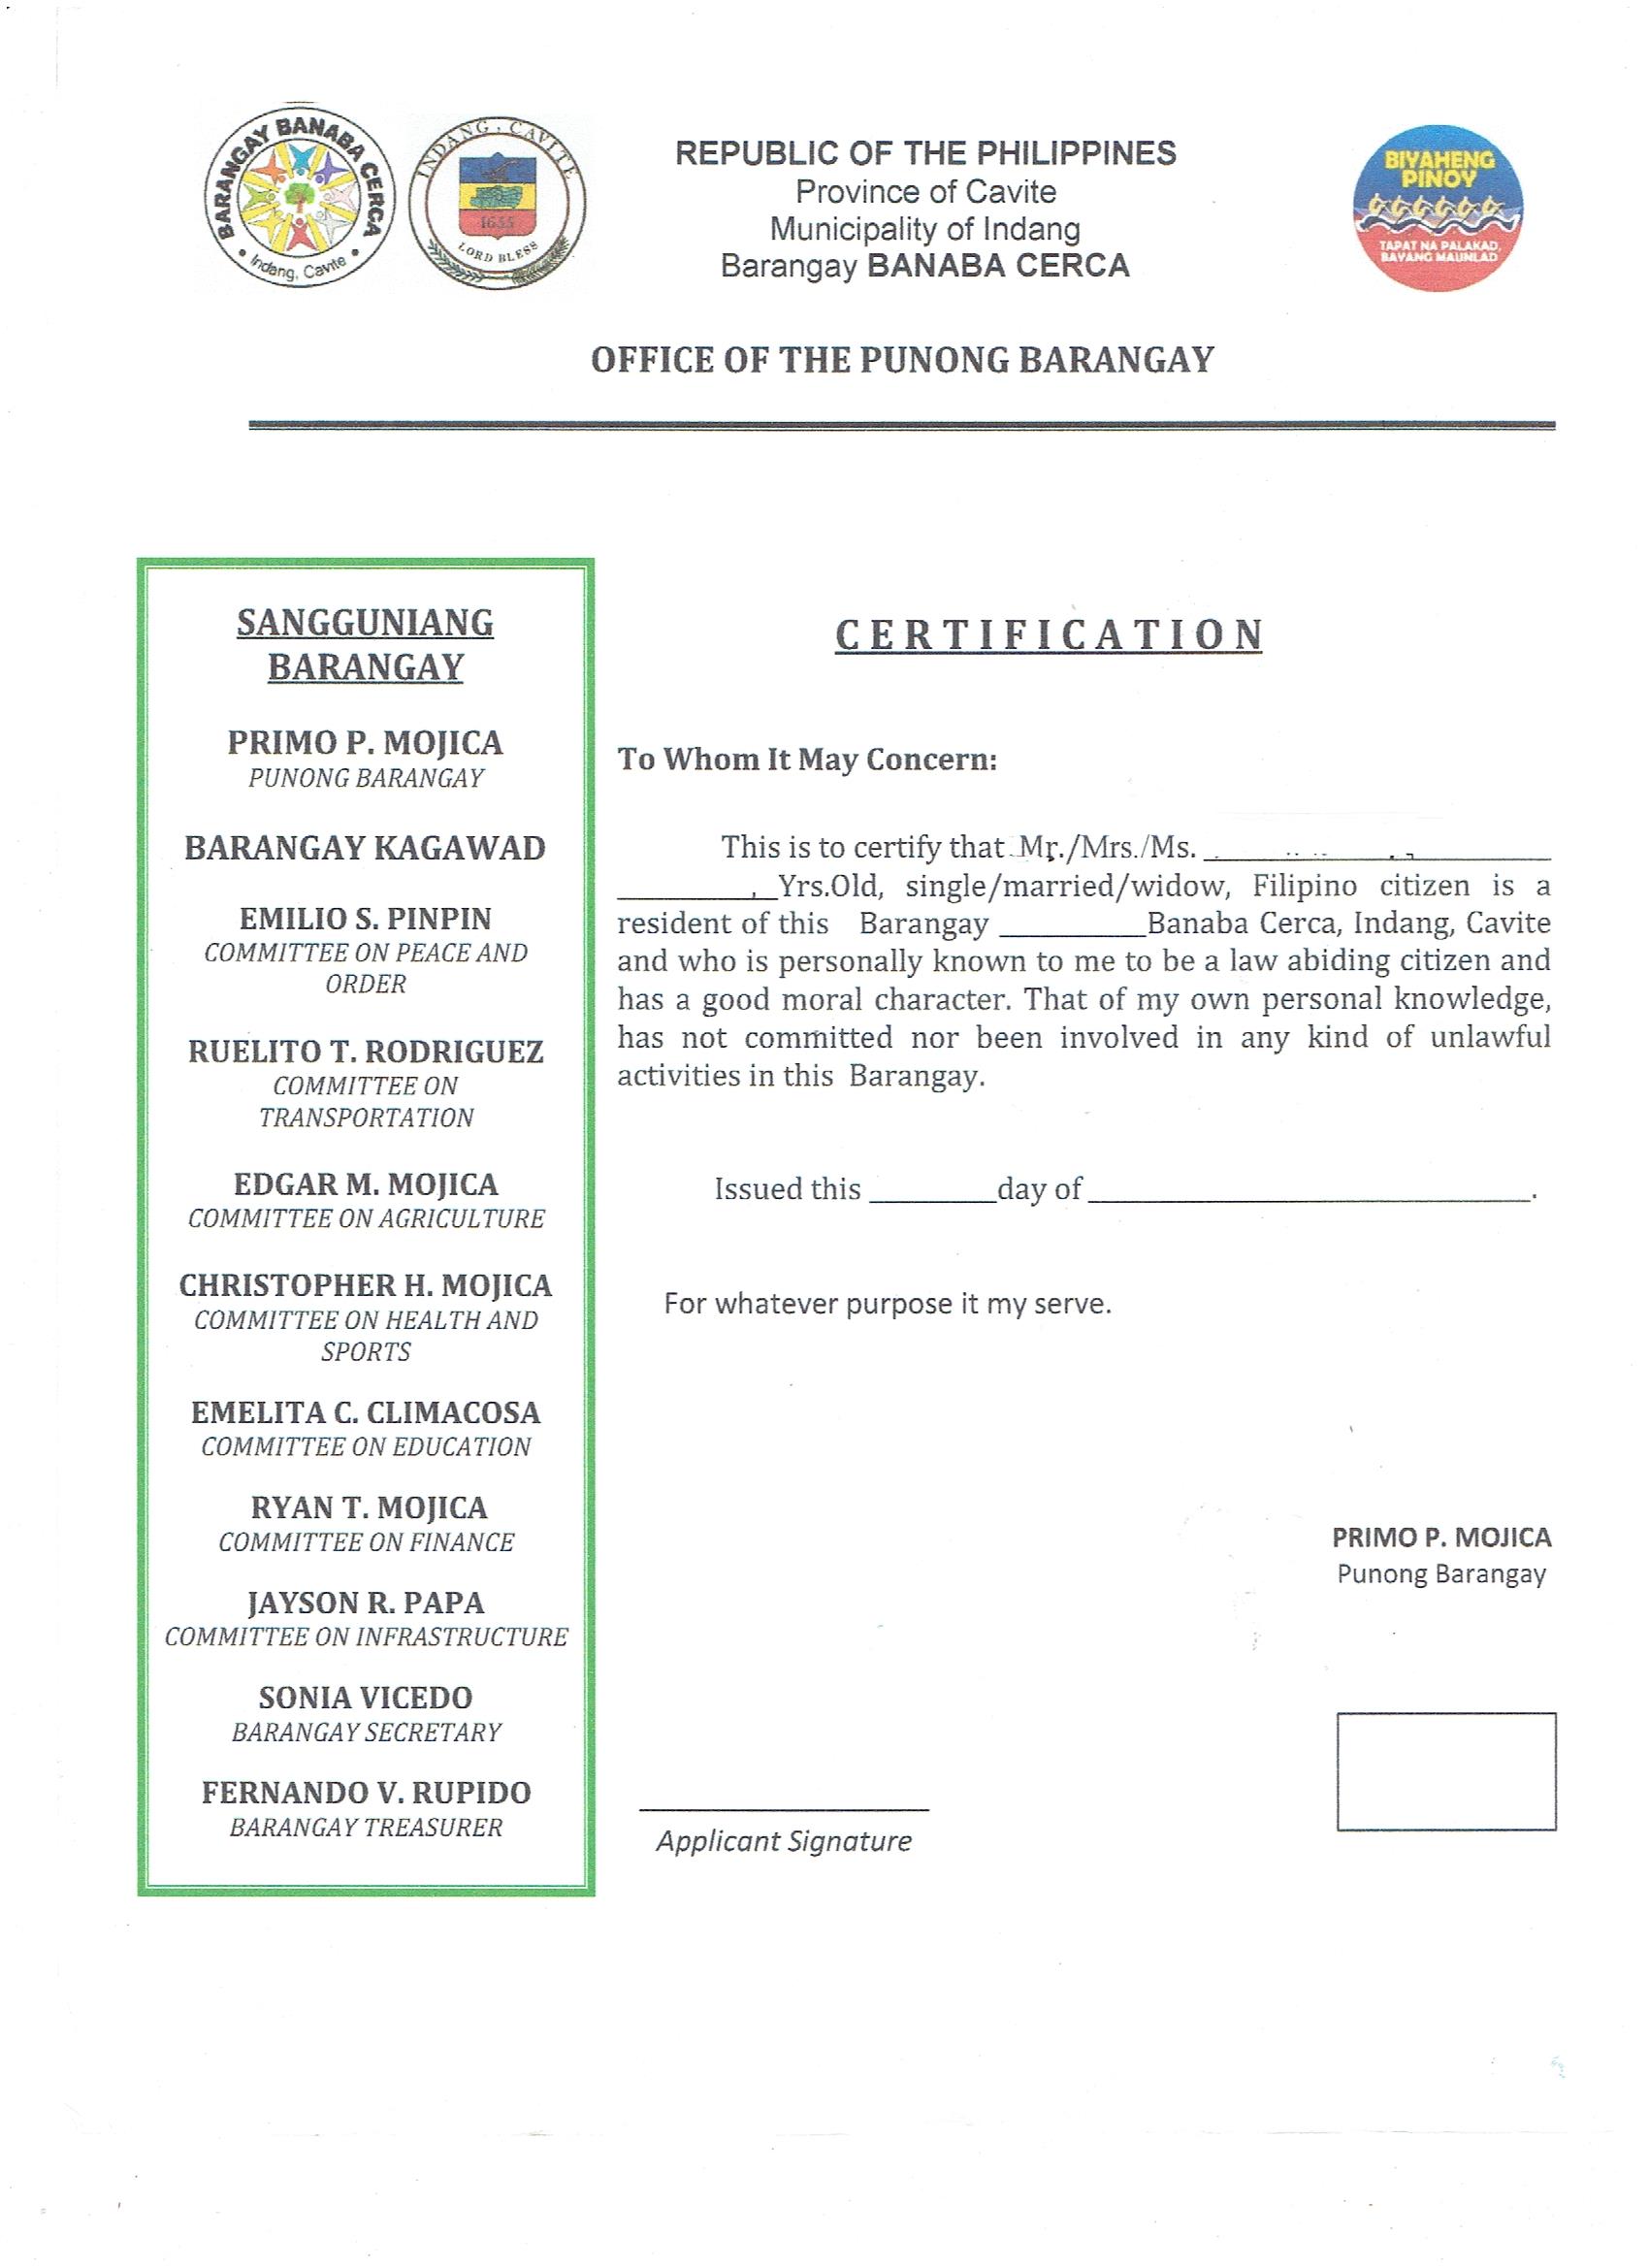 BARANGAY BANABA CERCA
Indang, Cavite
INDANG, CAVITE
1655
LORD BLESS
REPUBLIC OF THE PHILIPPINES
Province of Cavite
Municipality of Indang
Barangay BANABA CERCA
BIYAHENG
PINOY
TAPAT NA PALAKAD,
BAYANG MAUNLAD
OFFICE OF THE PUNONG BARANGAY
SANGGUNIANG
BARANGAY
PRIMO P. MOJICA
PUNONG BARANGAY
BARANGAY KAGAWAD
EMILIO S. PINPIN
COMMITTEE ON PEACE AND
ORDER
RUELITO T. RODRIGUEZ
COMMITTEE ON
TRANSPORTATION
EDGAR M. MOJICA
COMMITTEE ON AGRICULTURE
CHRISTOPHER H. MOJICA
COMMITTEE ON HEALTH AND
SPORTS
EMELITA C. CLIMACOSA
COMMITTEE ON EDUCATION
RYAN T. MOJICA
COMMITTEE ON FINANCE
JAYSON R. PAPA
COMMITTEE ON INFRASTRUCTURE
SONIA VICEDO
BARANGAY SECRETARY
FERNANDO V. RUPIDO
BARANGAY TREASURER
CERTIFICATION
To Whom It May Concern:
This is to certify that Mr./Mrs./Ms. ____________________
__________, Yrs.Old, single/married/widow, Filipino citizen is a
resident of this Barangay _________Banaba Cerca, Indang, Cavite
and who is personally known to me to be a law abiding citizen and
has a good moral character. That of my own personal knowledge,
has not committed nor been involved in any kind of unlawful
activities in this Barangay.
Issued this ________day of ____________________________.
For whatever purpose it my serve.
PRIMO P. MOJICA
Punong Barangay
Applicant Signature